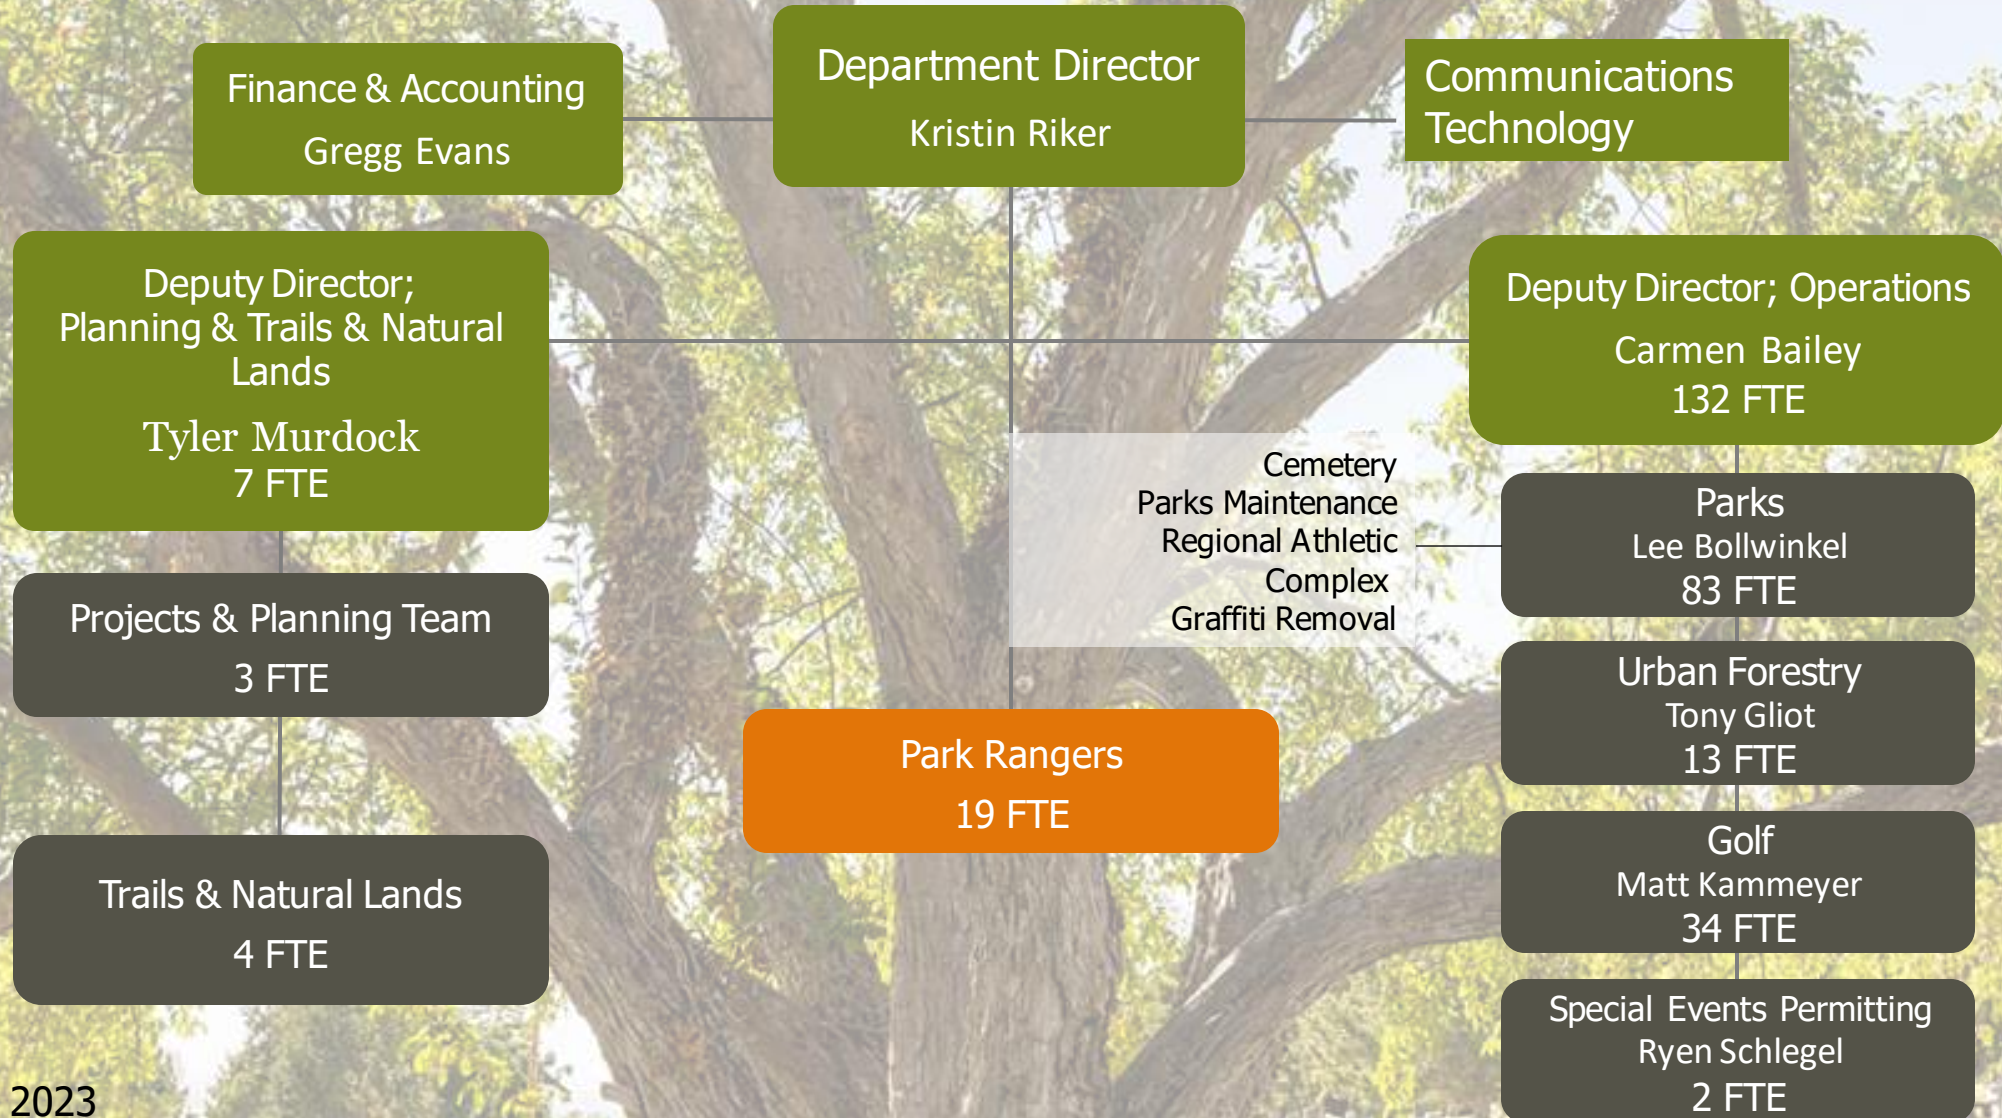 Finance & Accounting
Gregg Evans
Department Director
Kristin Riker
Communications
Technology
Deputy Director;
Planning & Trails & Natural
Lands
Tyler Murdock
7 FTE
Deputy Director; Operations
Carmen Bailey
132 FTE
Cemetery
Parks Maintenance
Regional Athletic
Complex
Graffiti Removal
Parks
Lee Bollwinkel
83 FTE
Projects & Planning Team
3 FTE
Urban Forestry
Tony Gliot
13 FTE
Park Rangers
19 FTE
Golf
Matt Kammeyer
34 FTE
Trails & Natural Lands
4 FTE
Special Events Permitting
Ryen Schlegel
2 FTE
2023